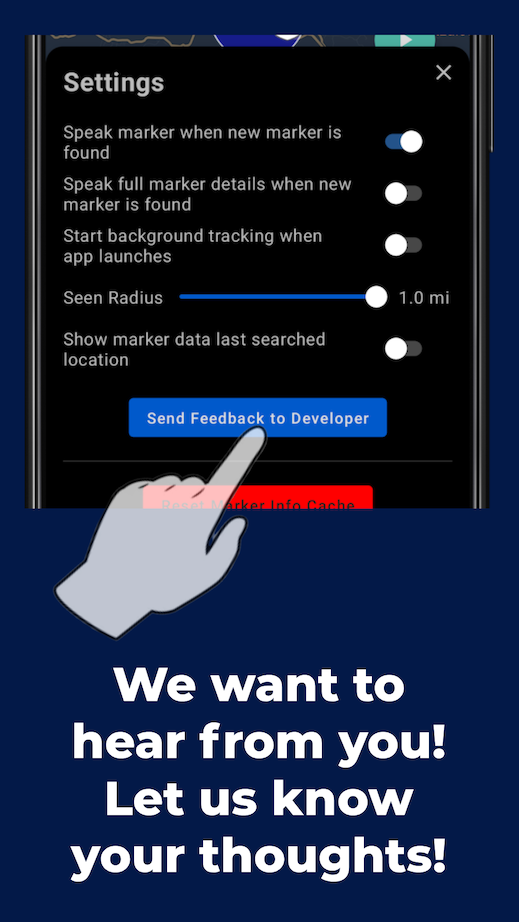 Settings
Speak marker when new marker is
found
Speak full marker details when new
marker is found
Start background tracking when
app launches
Seen Radius 1.0 mi
Show marker data last searched
location
Send Feedback to Developer
Reset Marker Info Cache
We want to
hear from you!
Let us know
your thoughts!